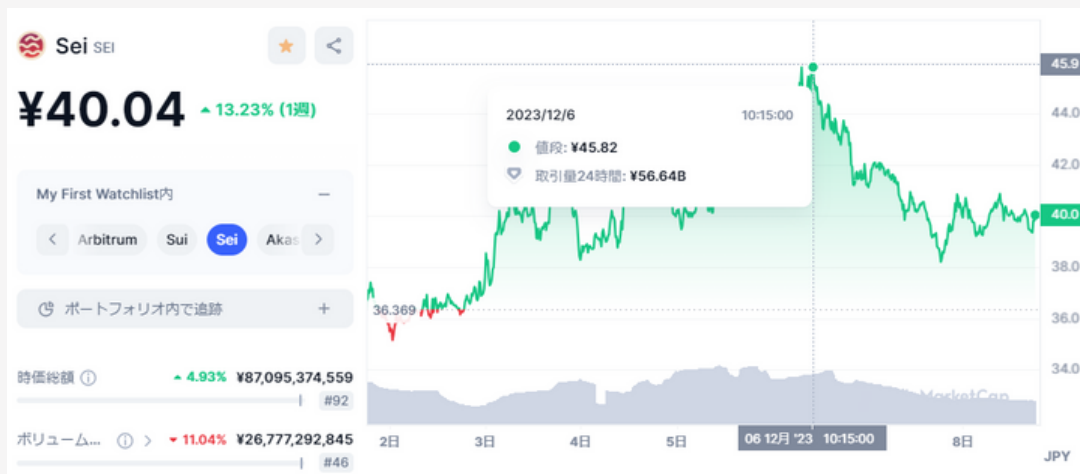 Sei SEI
¥40.04 13.23% (1週)
My First Watchlist内
Arbitrum Sui Sei Akas
ポートフォリオ内で追跡
時価総額 4.93% ¥87,095,374,559
#92
ボリューム... 11.04% ¥26,777,292,845
#46
2023/12/6 10:15:00
値段: ¥45.82
取引量24時間: ¥56.64B
36.369
45.9
44.0
42.0
40.0
38.0
36.0
34.0
MarketCap
2日 3日 4日 5日 06 12月 '23 10:15:00 8日
JPY